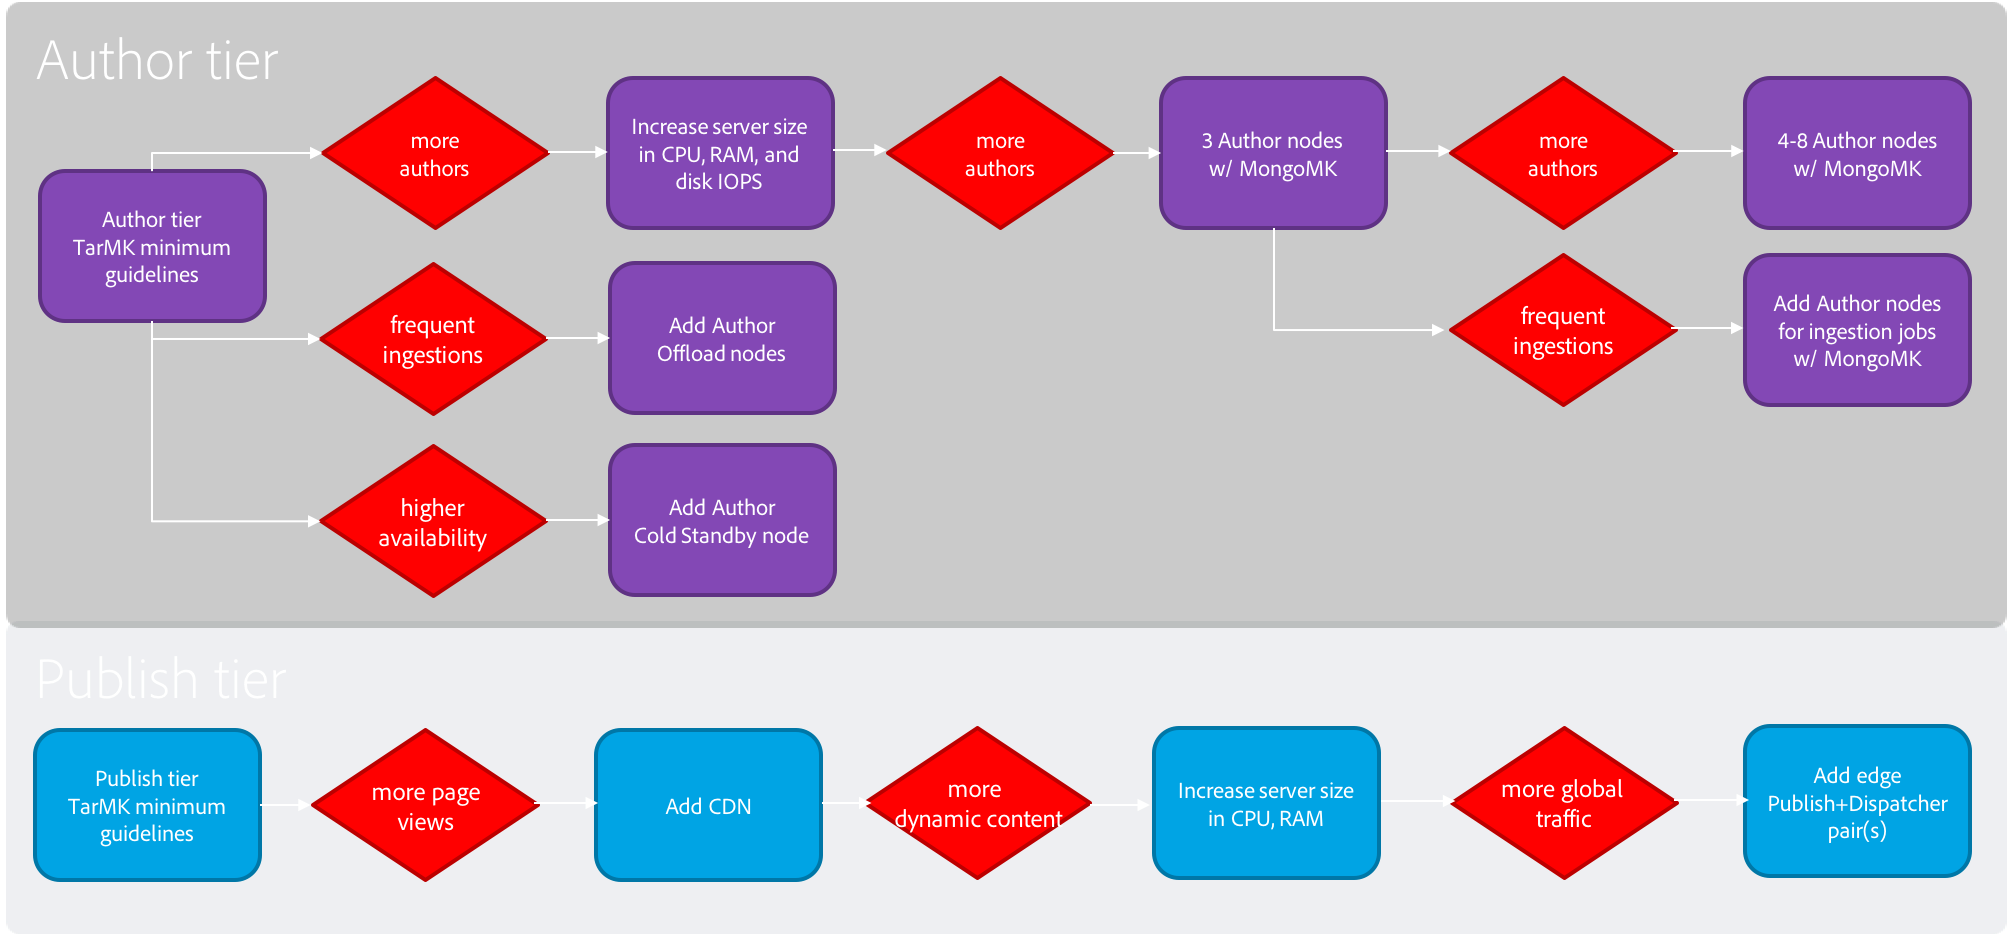 Author tier
more
authors
Increase server size
in CPU, RAM, and
disk IOPS
more
authors
3 Author nodes
w/ MongoMK
more
authors
4-8 Author nodes
w/ MongoMK
Author tier
TarMK minimum
guidelines
frequent
ingestions
Add Author
Offload nodes
frequent
ingestions
Add Author nodes
for ingestion jobs
w/ MongoMK
higher
availability
Add Author
Cold Standby node
Publish tier
Publish tier
TarMK minimum
guidelines
more page
views
Add CDN
more
dynamic content
Increase server size
in CPU, RAM
more global
traffic
Add edge
Publish+Dispatcher
pair(s)